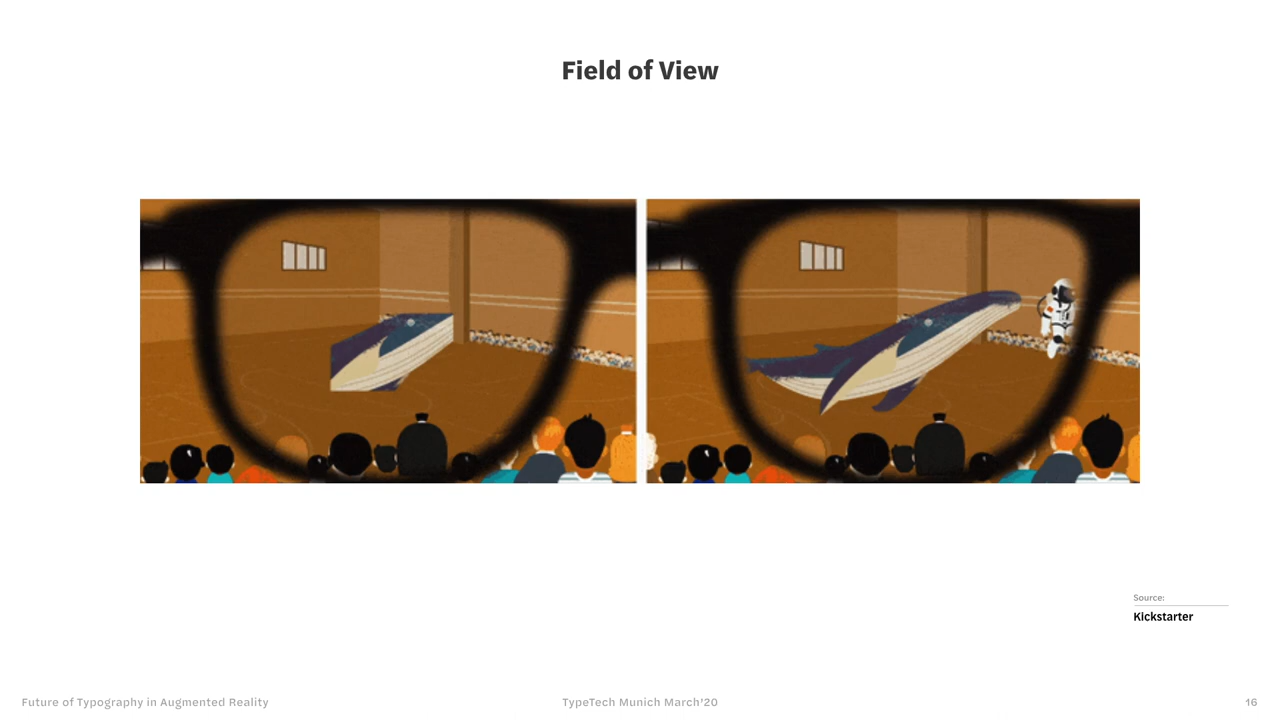 Field of View
Source:
Kickstarter
Future of Typography in Augmented Reality
TypeTech Munich March'20
16